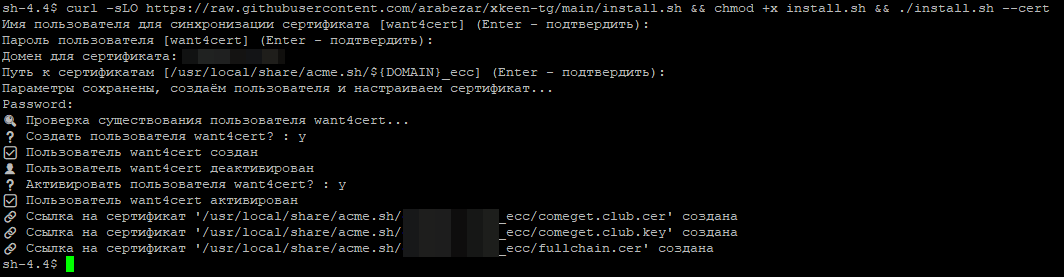 sh-4.4$ curl -sLO https://raw.githubusercontent.com/arabezar/xkeen-tg/main/install.sh && chmod +x install.sh && ./install.sh --cert
Имя пользователя для синхронизации сертификата [want4cert] (Enter - подтвердить):
Пароль пользователя [want4cert] (Enter - подтвердить):
Домен для сертификата:
Путь к сертификатам [/usr/local/share/acme.sh/${DOMAIN}_ecc] (Enter - подтвердить):
Параметры сохранены, создаём пользователя и настраиваем сертификат...
Password:
Проверка существования пользователя want4cert...
? Создать пользователя want4cert? : y
Пользователь want4cert создан
Пользователь want4cert деактивирован
? Активировать пользователя want4cert? : y
Пользователь want4cert активирован
Ссылка на сертификат '/usr/local/share/acme.sh/ _ecc/comeget.club.cer' создана
Ссылка на сертификат '/usr/local/share/acme.sh/ _ecc/comeget.club.key' создана
Ссылка на сертификат '/usr/local/share/acme.sh/ _ecc/fullchain.cer' создана
sh-4.4$